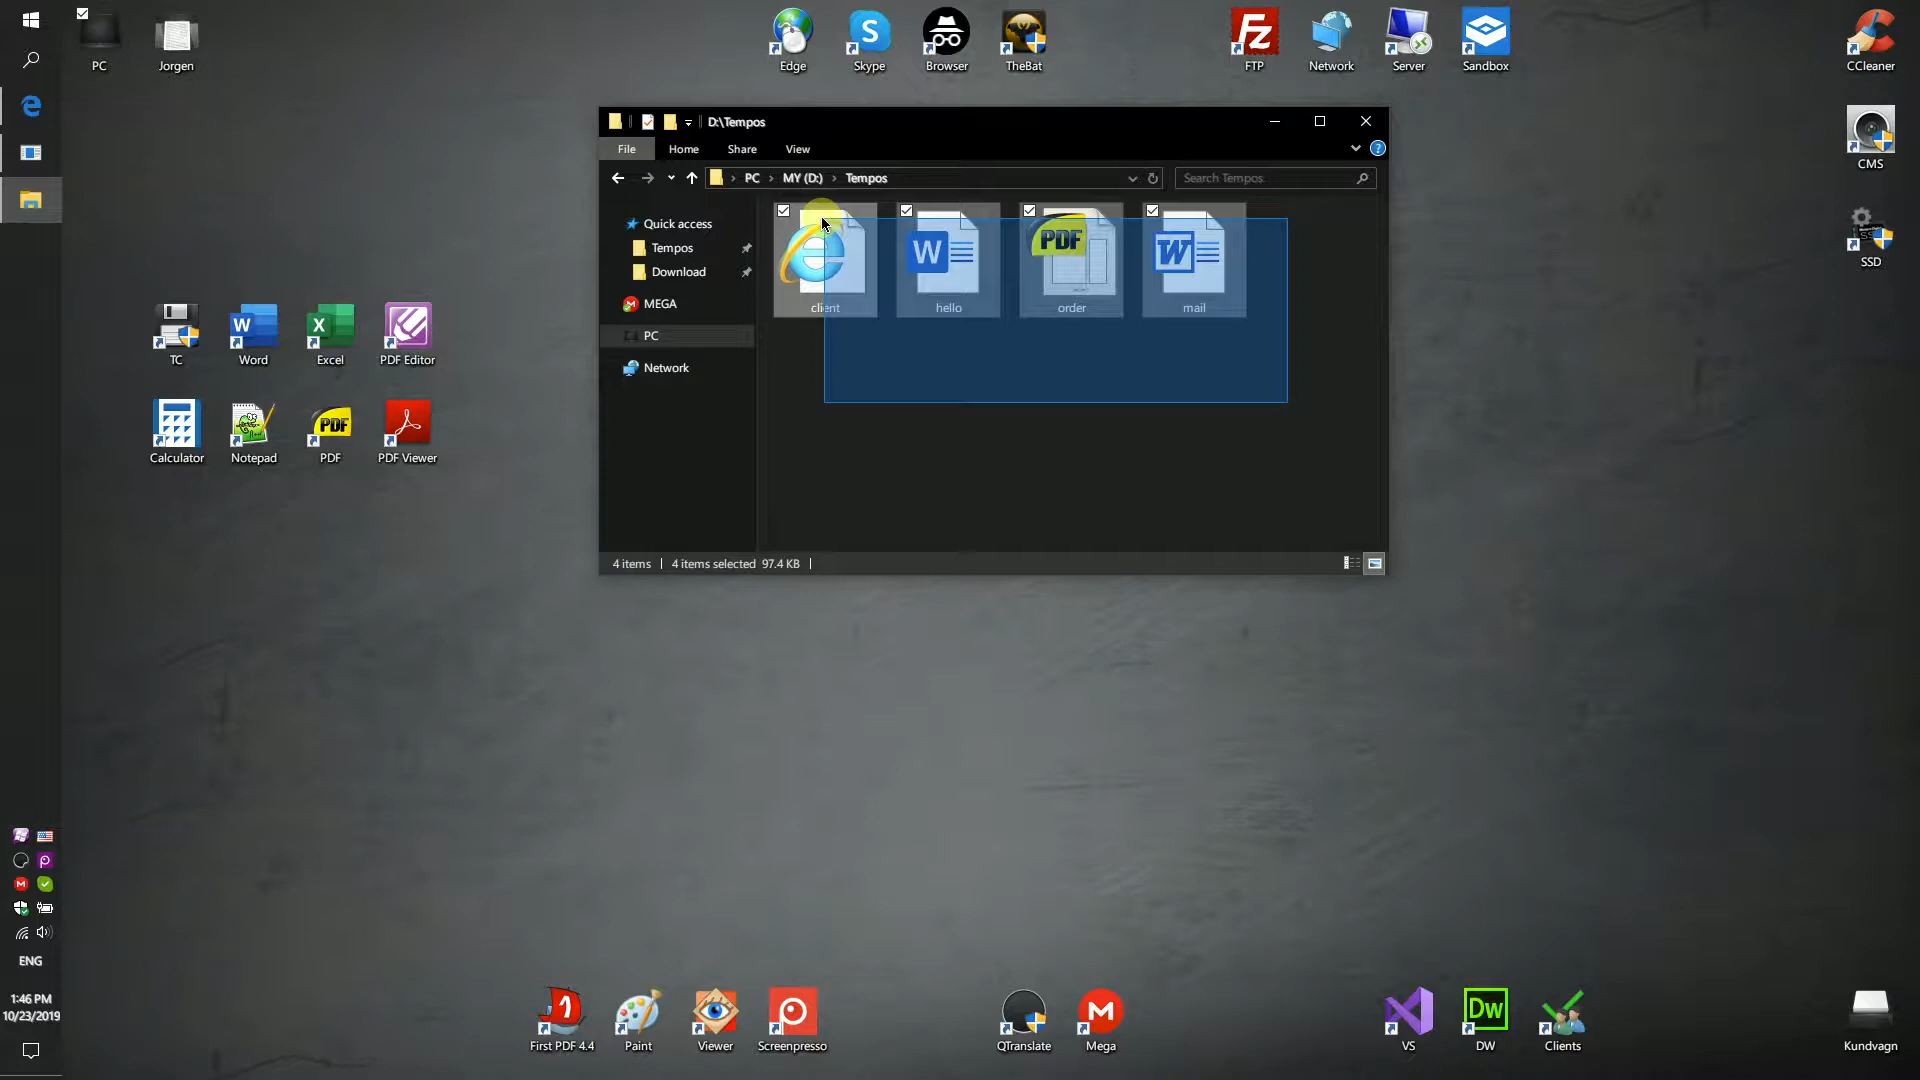 PC
Jorgen
Edge
Skype
Browser
TheBat
FTP
Network
Server
Sandbox
CCleaner
D:\Tempos
File
Home
Share
View
PC
MY (D:)
Tempos
Search Tempos
CMS
Quick access
Tempos
Download
MEGA
PC
Network
client
hello
PDF
order
mail
SSD
TC
Word
Excel
PDF Editor
Calculator
Notepad
PDF
PDF
PDF Viewer
4 items
4 items selected 97.4 KB
ENG
1:46 PM
10/23/2019
First PDF 4.4
Paint
Viewer
Screenpresso
QTranslate
Mega
VS
Dw
DW
Clients
Kundvagn